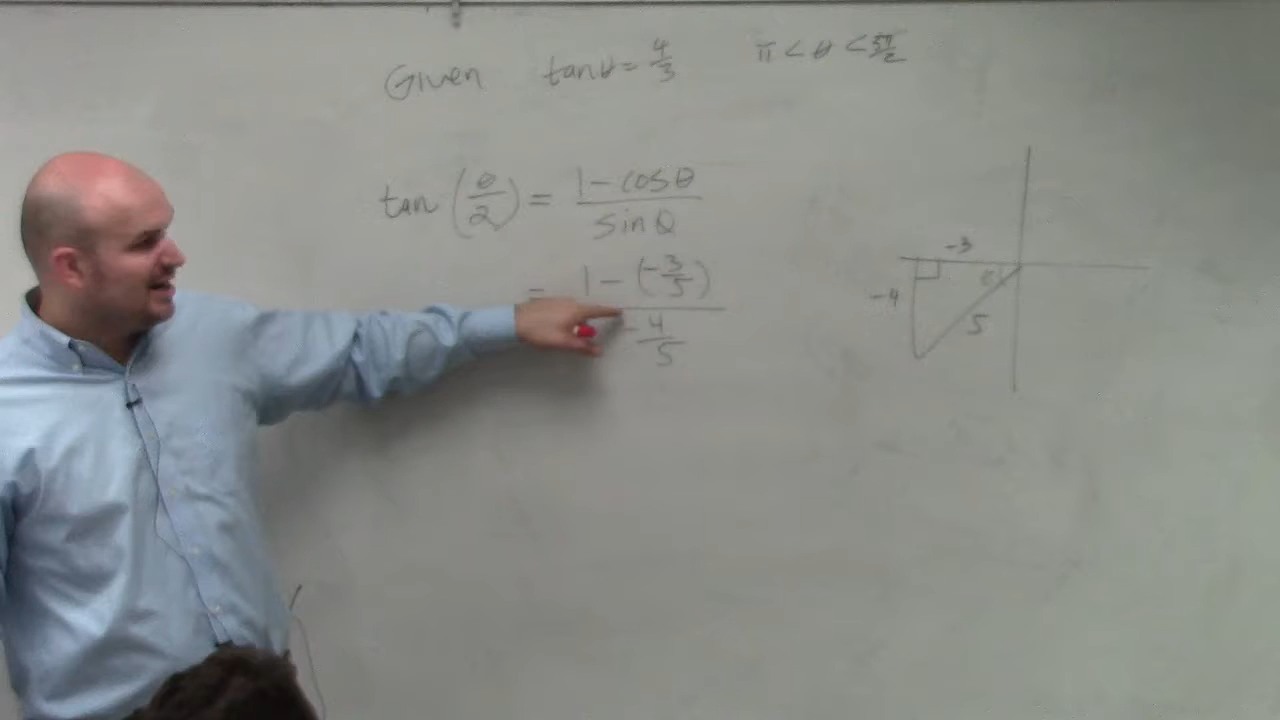 Given tanθ = 4/3 π < θ < 3π/2
tan (θ/2) = 1 - cosθ / sinθ
= 1 - (-3/5) / -4/5
-3
-4
θ
5